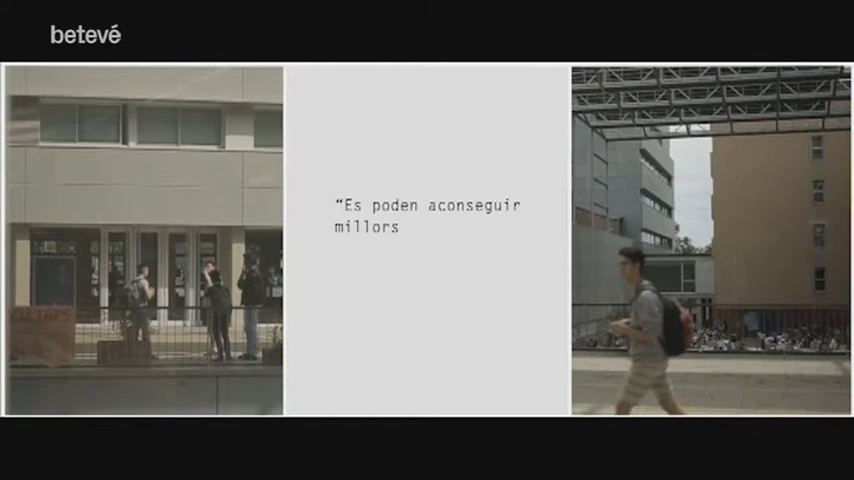 betevé
“Es poden aconseguir
millors